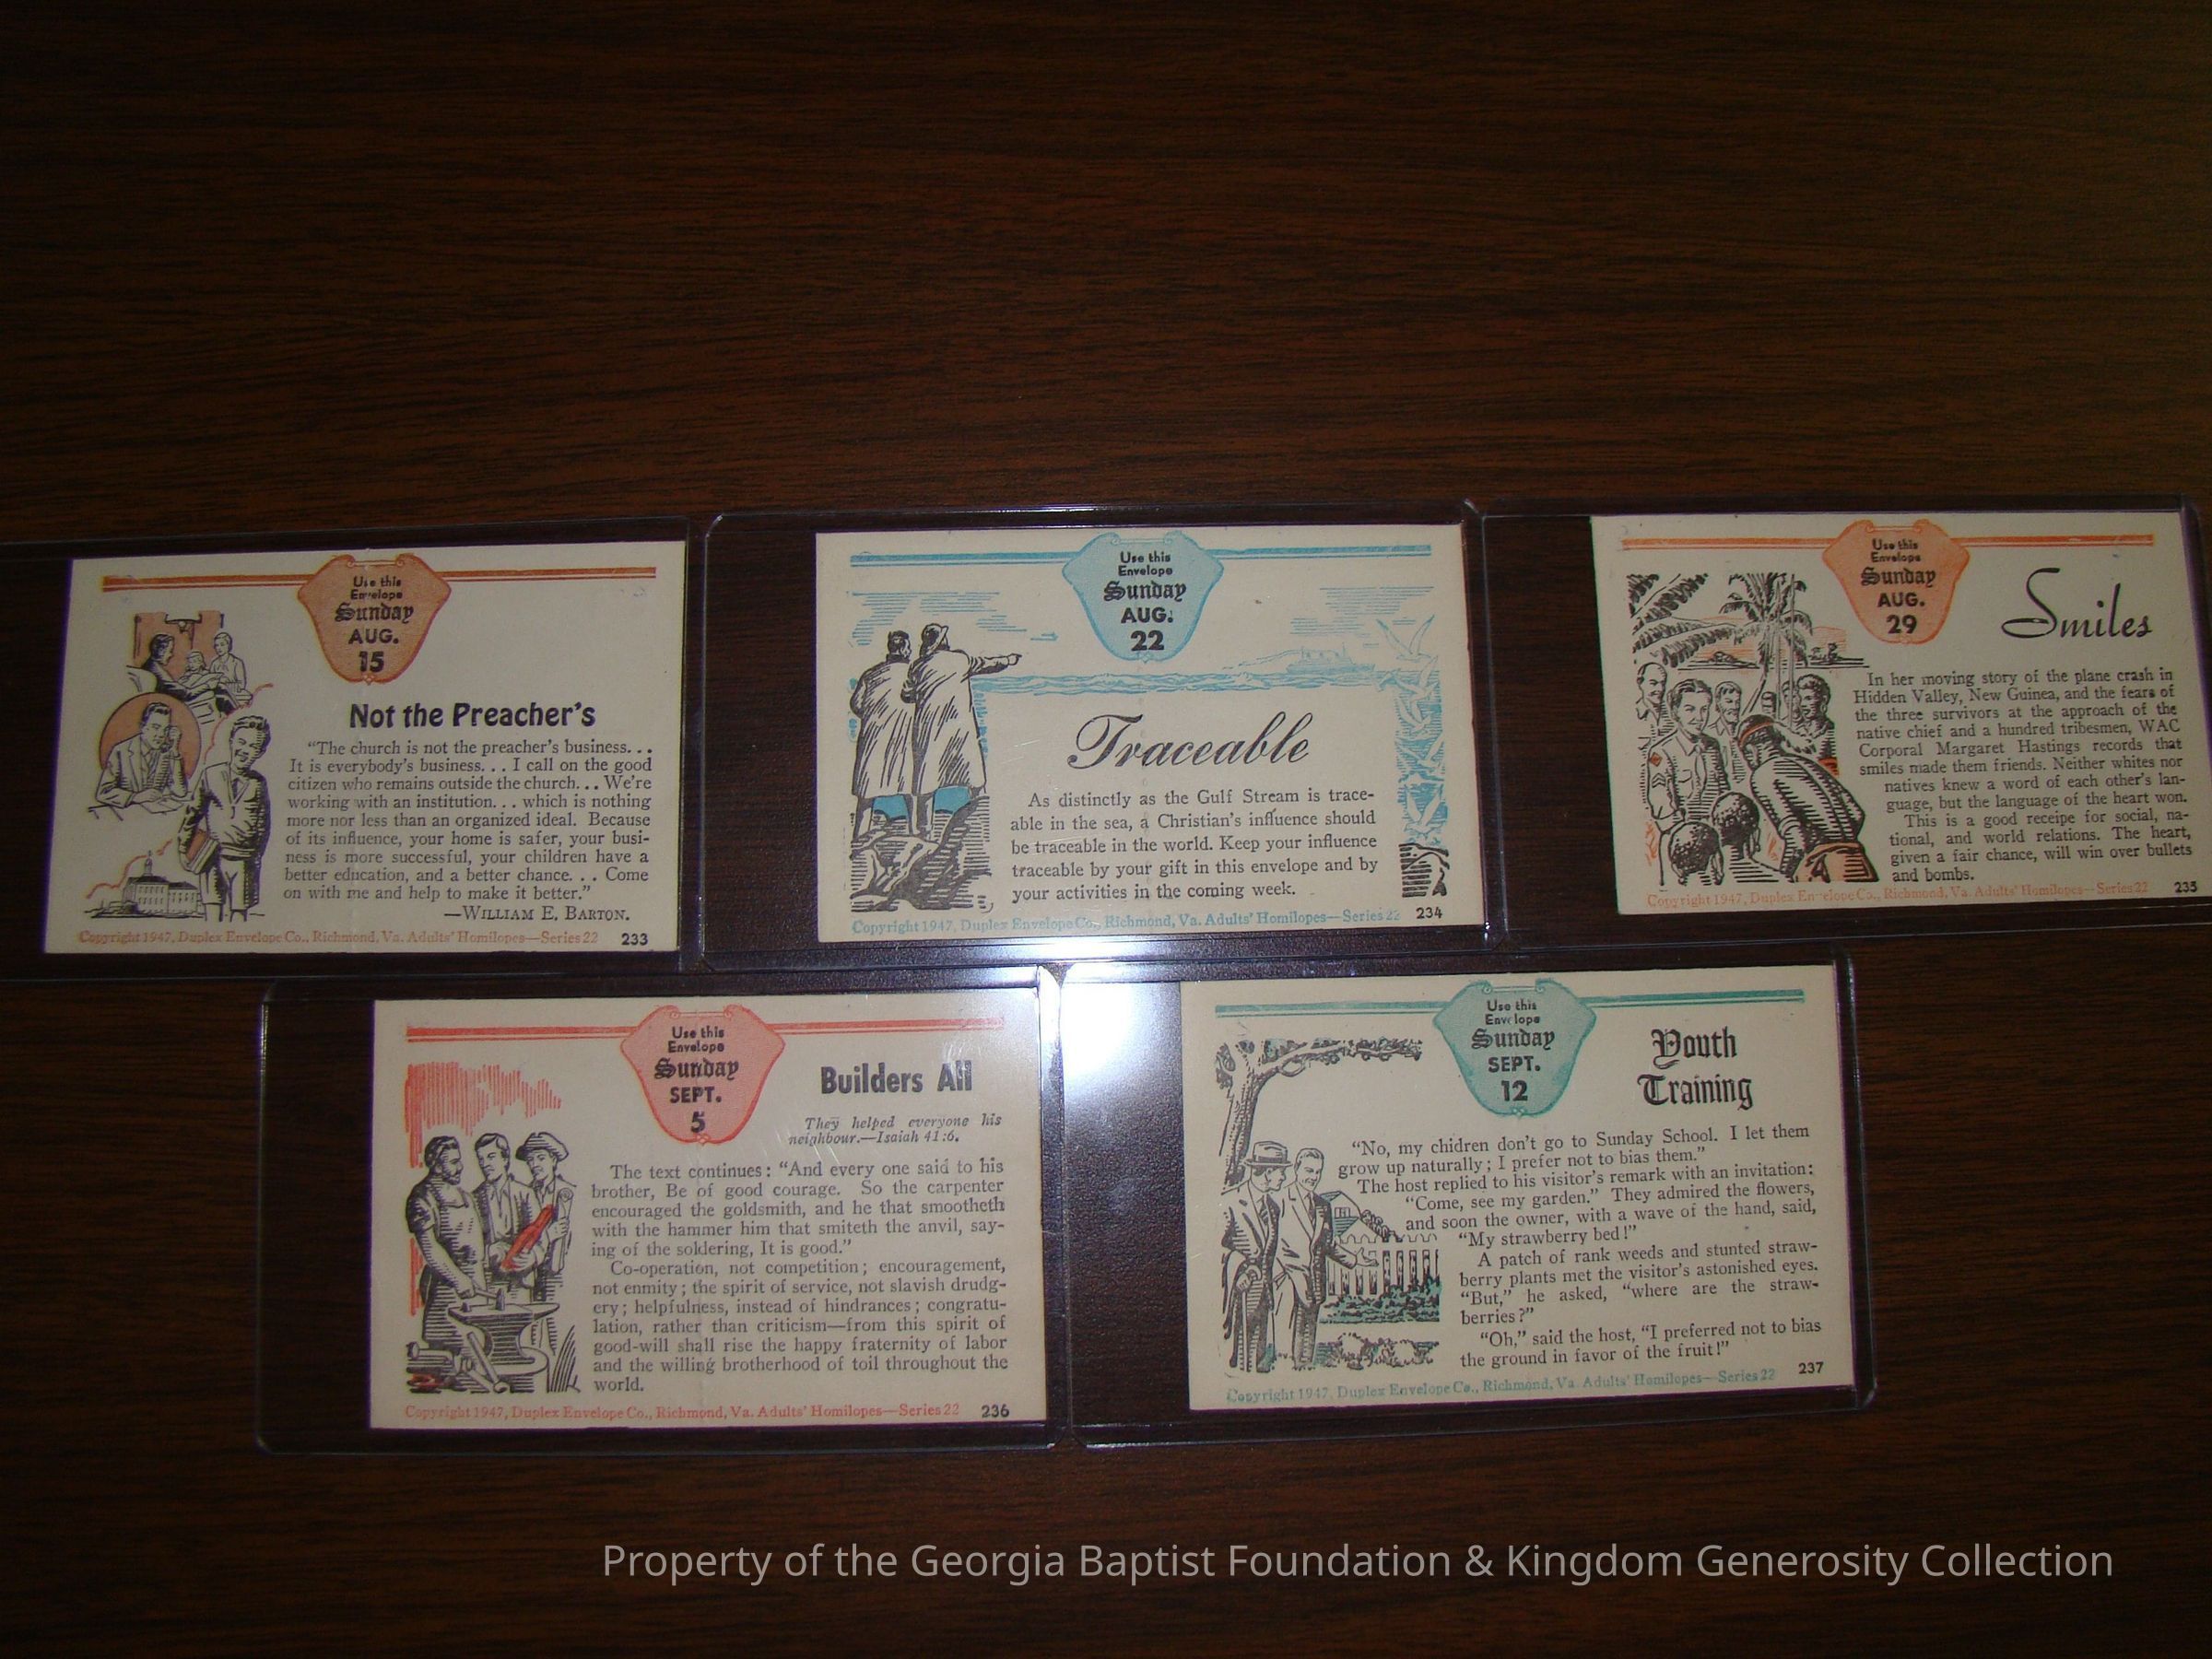 Use this
Envelope
Sunday
AUG.
15
Not the Preacher's
"The church is not the preacher's business...
It is everybody's business... I call on the good
citizen who remains outside the church... We're
working with an institution... which is nothing
more nor less than an organized ideal. Because
of its influence, your home is safer, your busi-
ness is more successful, your children have a
better education, and a better chance. . . Come
on with me and help to make it better."
—WILLIAM E. BARTON.
Copyright 1947, Duplex Envelope Co., Richmond, Va. Adults' Homilopes—Series 22 233
Use this
Envelope
Sunday
AUG.
22
Traceable
As distinctly as the Gulf Stream is trace-
able in the sea, a Christian's influence should
be traceable in the world. Keep your influence
traceable by your gift in this envelope and by
your activities in the coming week.
Copyright 1947, Duplex Envelope Co., Richmond, Va. Adults' Homilopes—Series 22 234
Use this
Envelope
Sunday
AUG.
29
Smiles
In her moving story of the plane crash in
Hidden Valley, New Guinea, and the fears of
the three survivors at the approach of the
native chief and a hundred tribesmen, WAC
Corporal Margaret Hastings records that
smiles made them friends. Neither whites nor
natives knew a word of each other's lan-
guage, but the language of the heart won.
This is a good receipe for social, na-
tional, and world relations. The heart,
given a fair chance, will win over bullets
and bombs.
Copyright 1947, Duplex Envelope Co., Richmond, Va. Adults' Homilopes—Series 22 235
Use this
Envelope
Sunday
SEPT.
5
Builders All
They helped everyone his
neighbour.—Isaiah 41:6.
The text continues: "And every one said to his
brother, Be of good courage. So the carpenter
encouraged the goldsmith, and he that smootheth
with the hammer him that smiteth the anvil, say-
ing of the soldering, It is good."
Co-operation, not competition; encouragement,
not enmity; the spirit of service, not slavish drudg-
ery; helpfulness, instead of hindrances; congratu-
lation, rather than criticism—from this spirit of
good-will shall rise the happy fraternity of labor
and the willing brotherhood of toil throughout the
world.
Copyright 1947, Duplex Envelope Co., Richmond, Va. Adults' Homilopes—Series 22 236
Use this
Envelope
Sunday
SEPT.
12
Youth
Training
"No, my chidren don't go to Sunday School. I let them
grow up naturally; I prefer not to bias them."
The host replied to his visitor's remark with an invitation:
"Come, see my garden." They admired the flowers,
and soon the owner, with a wave of the hand, said,
"My strawberry bed!"
A patch of rank weeds and stunted straw-
berry plants met the visitor's astonished eyes.
"But," he asked, "where are the straw-
berries?"
"Oh," said the host, "I preferred not to bias
the ground in favor of the fruit!"
Copyright 1947, Duplex Envelope Co., Richmond, Va. Adults' Homilopes—Series 22 237
Property of the Georgia Baptist Foundation & Kingdom Generosity Collection